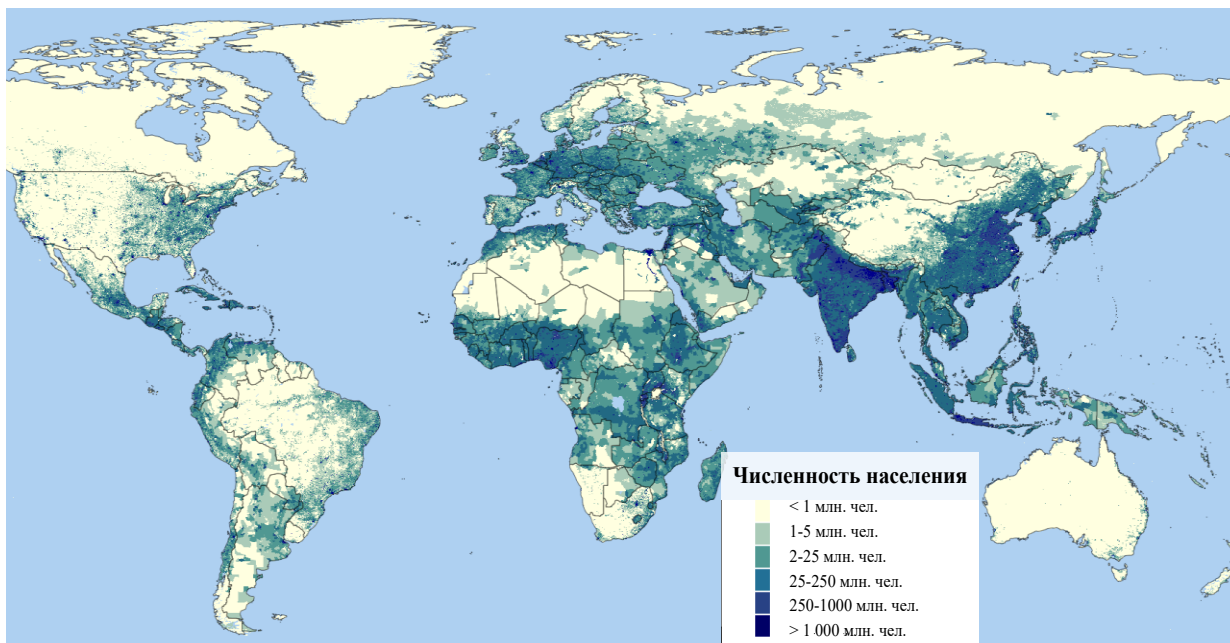 Численность населения
< 1 млн. чел.
1-5 млн. чел.
2-25 млн. чел.
25-250 млн. чел.
250-1000 млн. чел.
> 1 000 млн. чел.